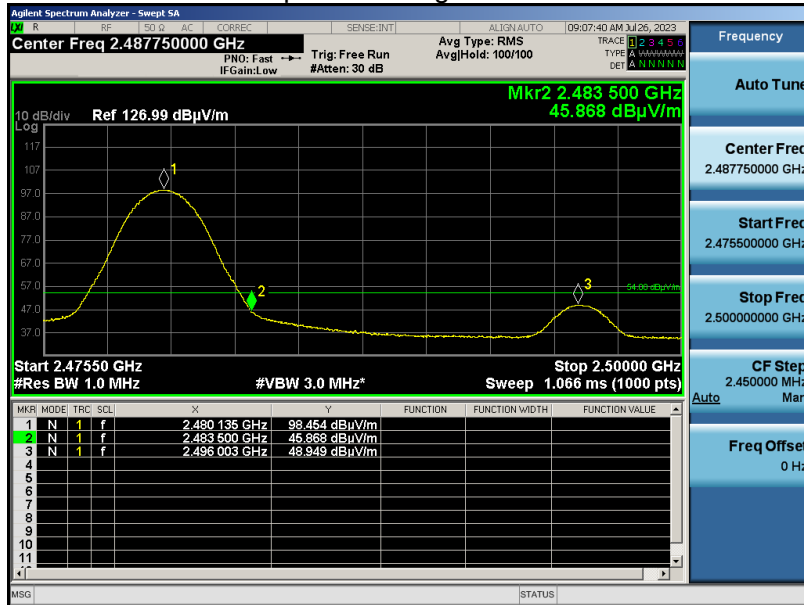 Agilent Spectrum Analyzer - Swept SA
LXI R RF 50 Ω AC CORREC SENSE:INT ALIGN AUTO 09:07:40 AM Jul 26, 2023
Center Freq 2.487750000 GHz
PNO: Fast
IFGain:Low
Trig: Free Run
#Atten: 30 dB
Avg Type: RMS
Avg|Hold: 100/100
TRACE 1 2 3 4 5 6
TYPE A WWWWW
DET A N N N N N
Frequency
Auto Tune
Center Freq
2.487750000 GHz
Start Freq
2.475500000 GHz
Stop Freq
2.500000000 GHz
CF Step
2.450000 MHz
Auto Man
Freq Offset
0 Hz
Mkr2 2.483 500 GHz
45.868 dBµV/m
10 dB/div Ref 126.99 dBµV/m
Log
117
107
97.0
87.0
77.0
67.0
57.0
47.0
37.0
1
2
3
54.00 dBµV/m
Start 2.47550 GHz Stop 2.50000 GHz
#Res BW 1.0 MHz #VBW 3.0 MHz* Sweep 1.066 ms (1000 pts)
MKR MODE TRC SCL X Y FUNCTION FUNCTION WIDTH FUNCTION VALUE
1 N 1 f 2.480 135 GHz 98.454 dBµV/m
2 N 1 f 2.483 500 GHz 45.868 dBµV/m
3 N 1 f 2.496 003 GHz 48.949 dBµV/m
4
5
6
7
8
9
10
11
MSG STATUS